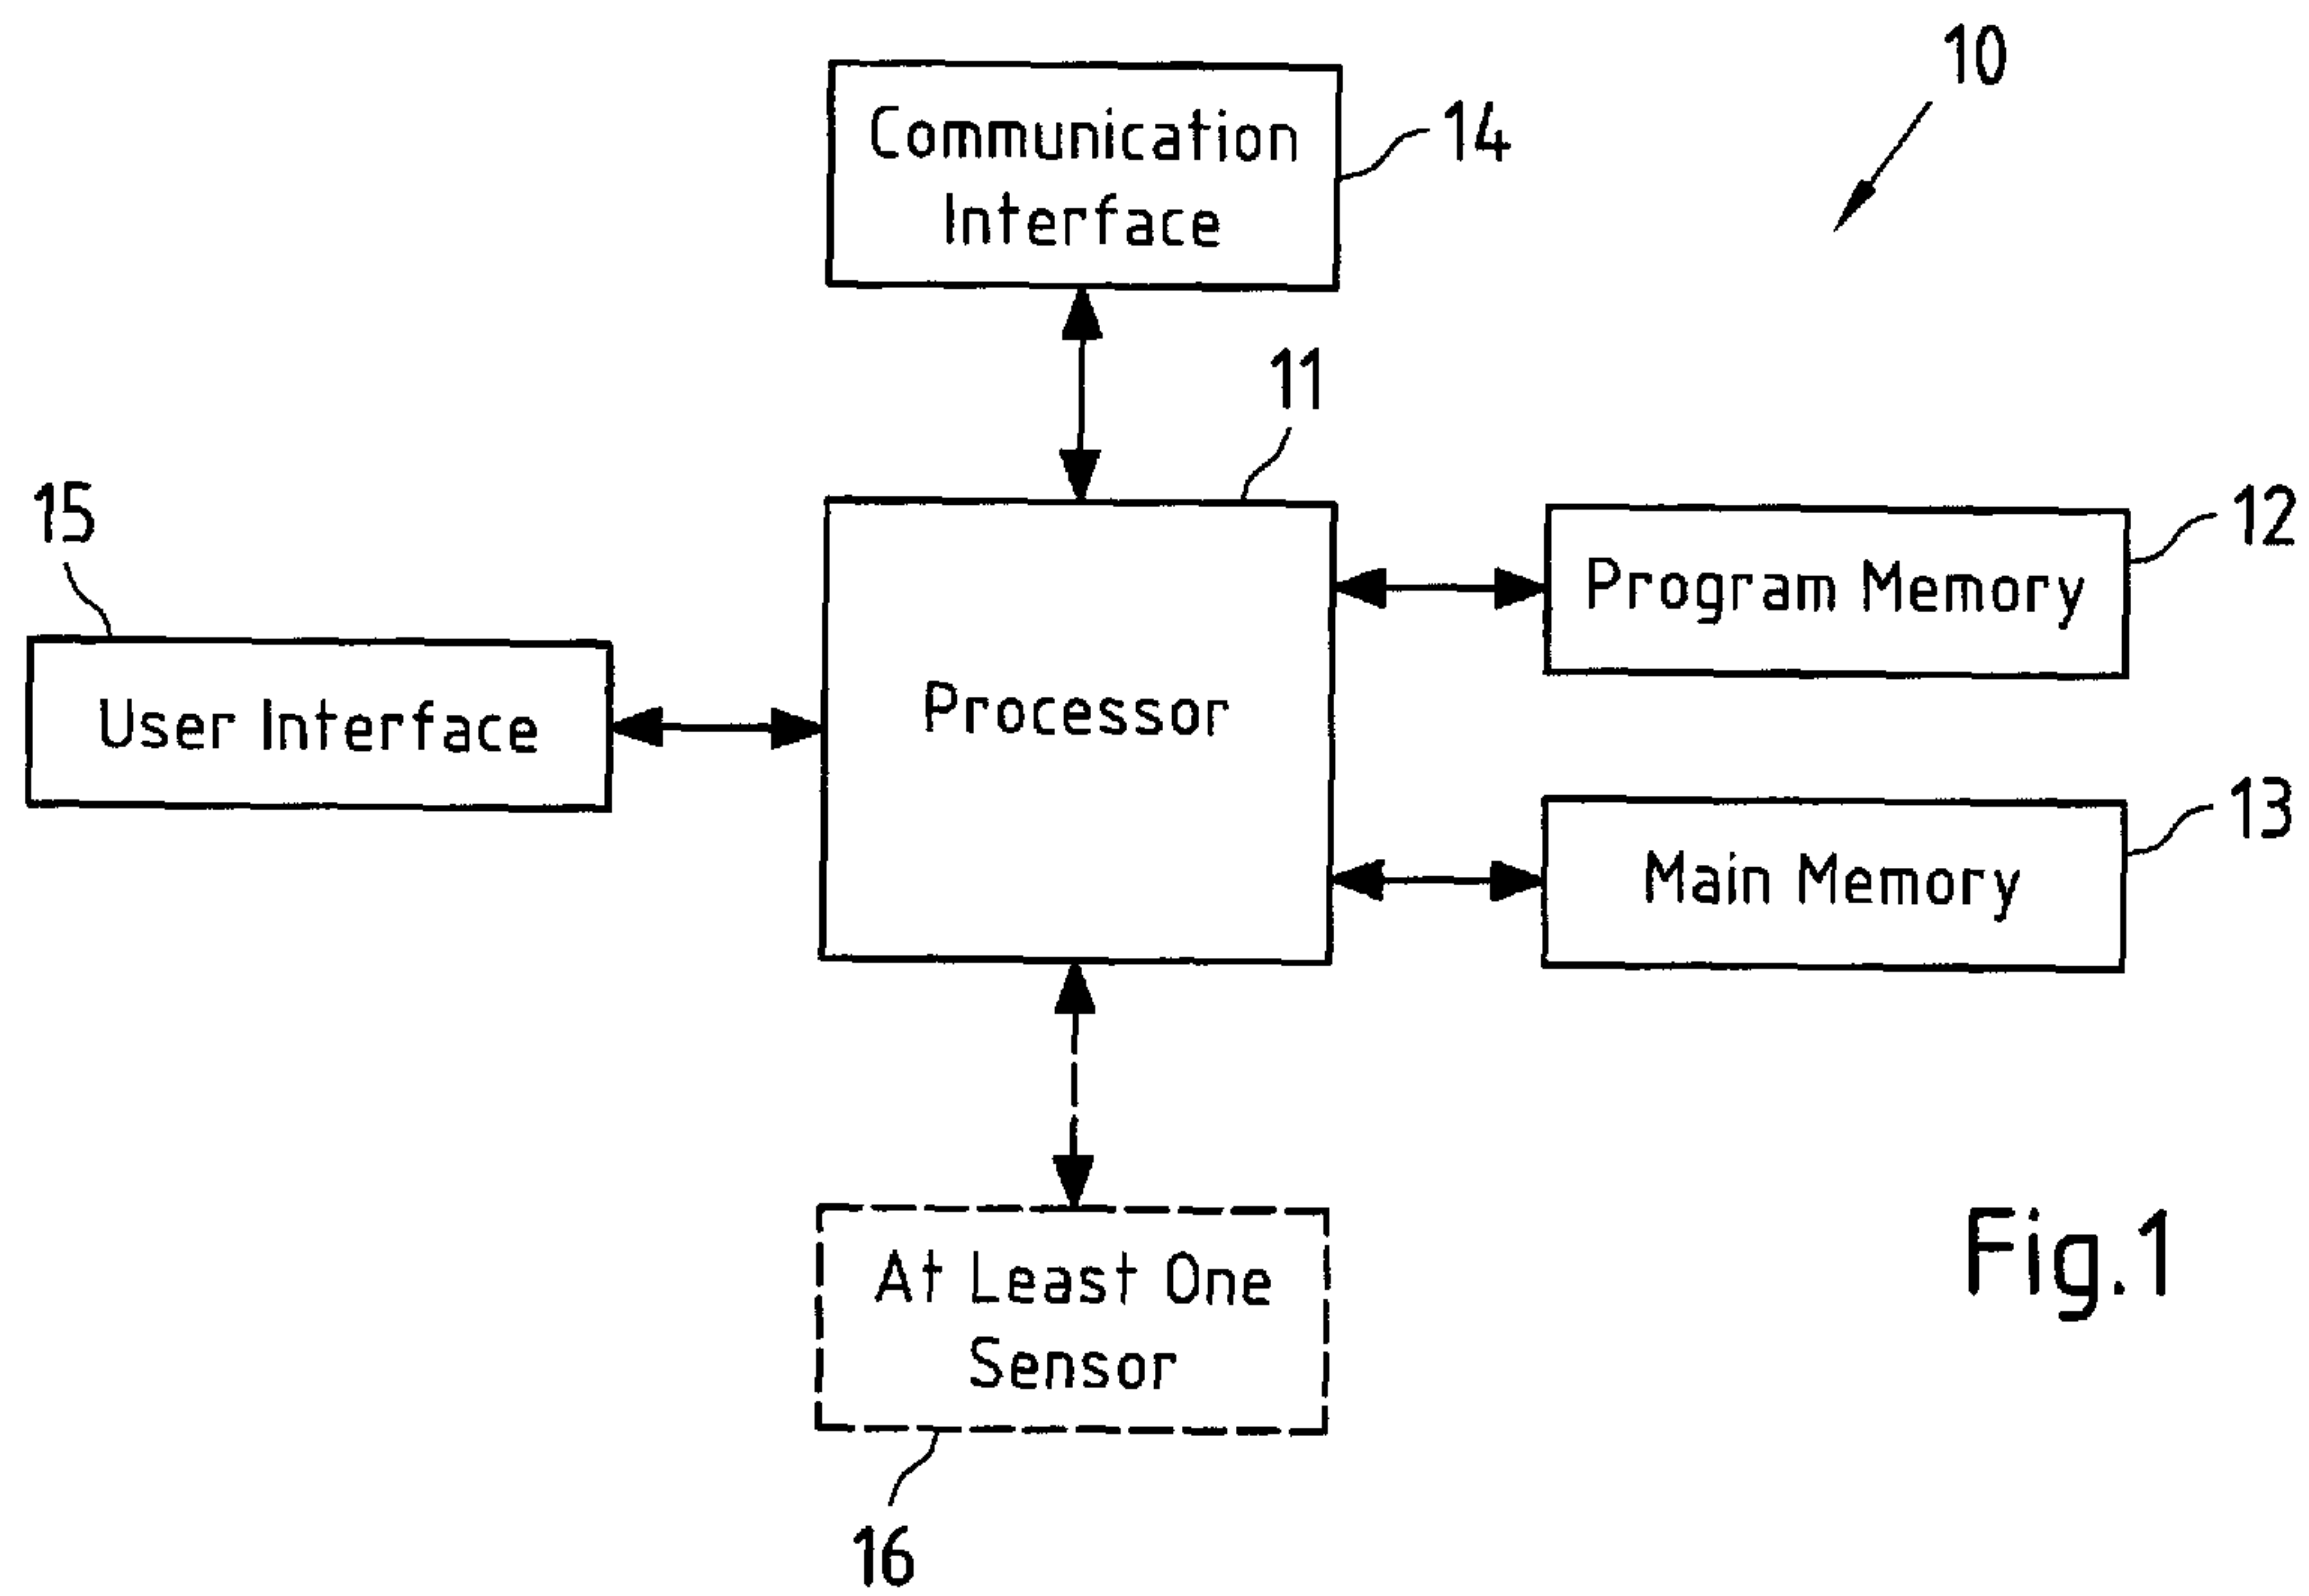 10
Communication
Interface
14
11
15
12
Program Memory
User Interface
Processor
13
Main Memory
At Least One
Sensor
Fig.1
16